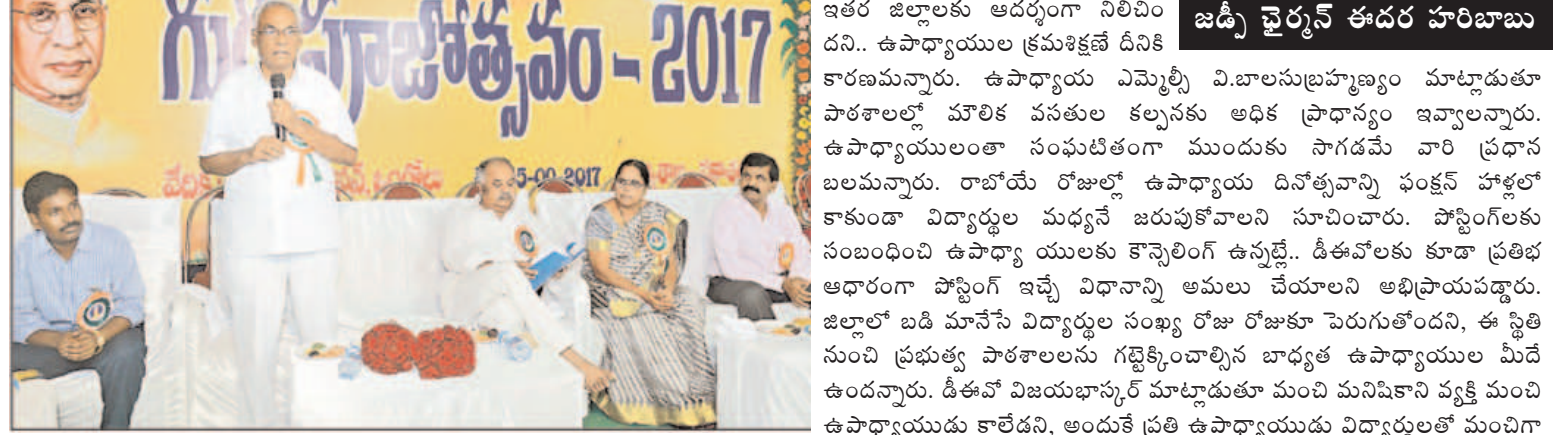 గురుపూజోత్సవం - 2017
2017
జడ్పీ ఛైర్మన్ ఈదర హరిబాబు
ఇతర జిల్లాలకు ఆదర్శంగా నిలిచిం
దని.. ఉపాధ్యాయుల క్రమశిక్షణే దీనికి
కారణమన్నారు. ఉపాధ్యాయ ఎమ్మెల్సీ వి.బాలసుబ్రహ్మణ్యం మాట్లాడుతూ
పాఠశాలల్లో మౌలిక వసతుల కల్పనకు అధిక ప్రాధాన్యం ఇవ్వాలన్నారు.
ఉపాధ్యాయులంతా సంఘటితంగా ముందుకు సాగడమే వారి ప్రధాన
బలమన్నారు. రాబోయే రోజుల్లో ఉపాధ్యాయ దినోత్సవాన్ని ఫంక్షన్ హాళ్లలో
కాకుండా విద్యార్థుల మధ్యనే జరుపుకోవాలని సూచించారు. పోస్టింగ్‌లకు
సంబంధించి ఉపాధ్యా యులకు కౌన్సెలింగ్ ఉన్నట్లే.. డీఈవోలకు కూడా ప్రతిభ
ఆధారంగా పోస్టింగ్ ఇచ్చే విధానాన్ని అమలు చేయాలని అభిప్రాయపడ్డారు.
జిల్లాలో బడి మానేసే విద్యార్థుల సంఖ్య రోజు రోజుకూ పెరుగుతోందని, ఈ స్థితి
నుంచి ప్రభుత్వ పాఠశాలలను గట్టెక్కించాల్సిన బాధ్యత ఉపాధ్యాయుల మీదే
ఉందన్నారు. డీఈవో విజయభాస్కర్ మాట్లాడుతూ మంచి మనిషికాని వ్యక్తి మంచి
ఉపాధ్యాయుడు కాలేడని, అందుకే ప్రతి ఉపాధ్యాయుడు విద్యార్థులతో మంచిగా